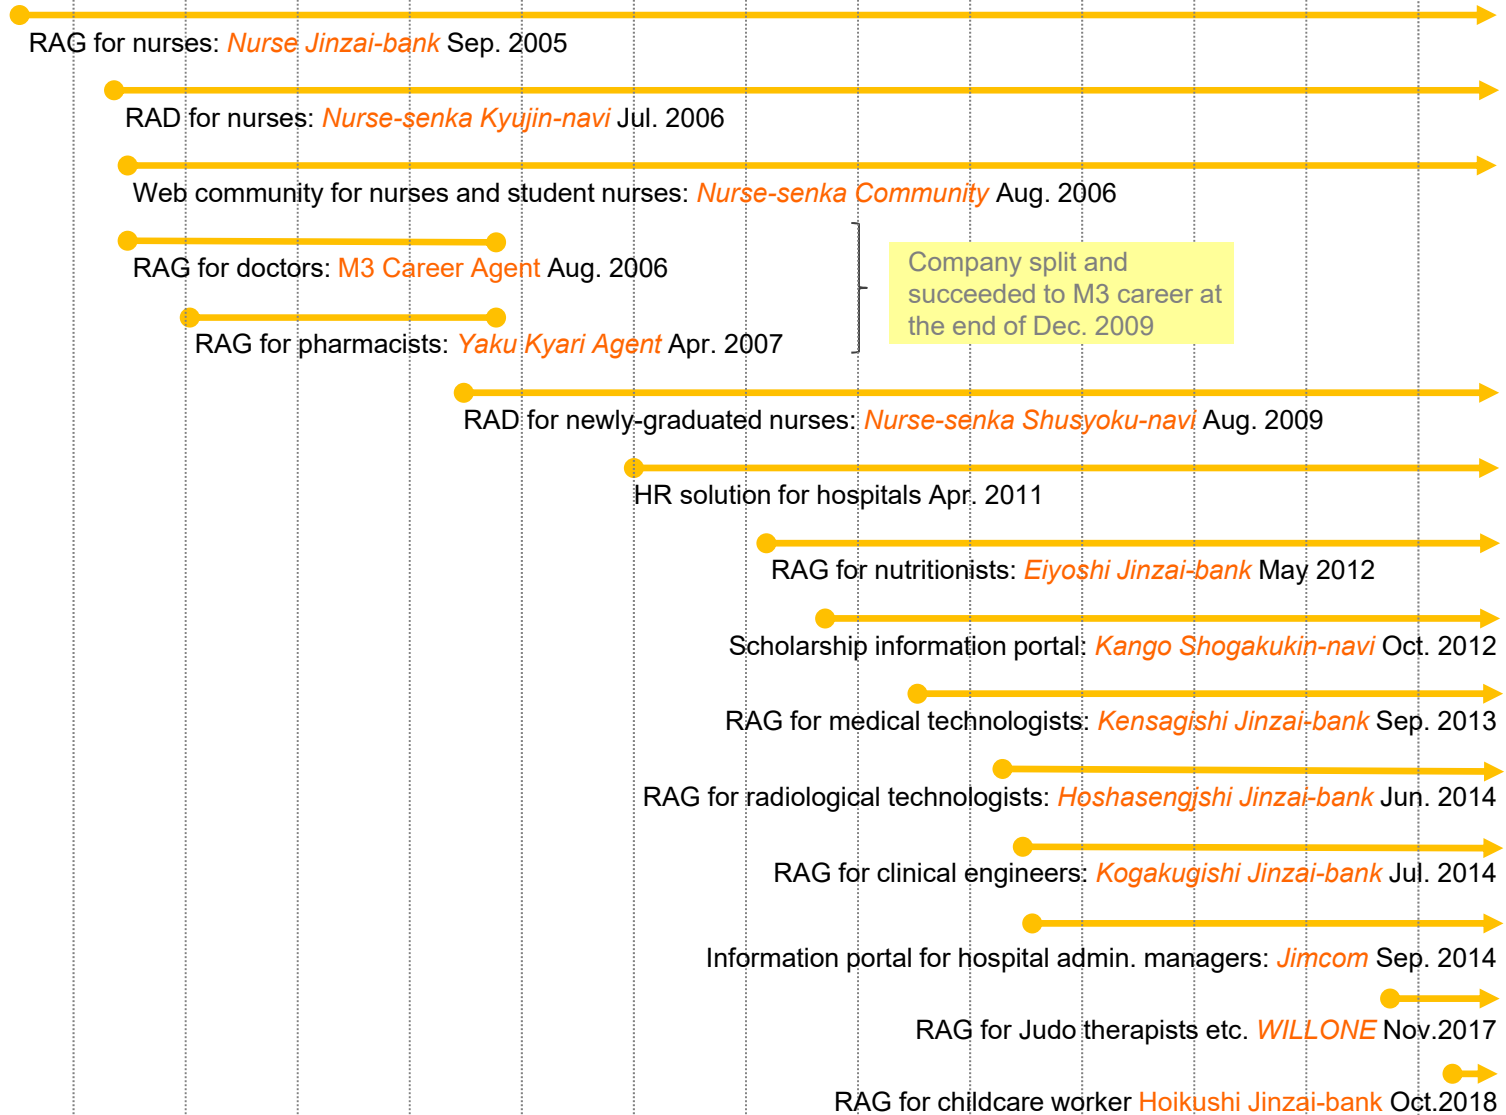 RAG for nurses: Nurse Jinzai-bank Sep. 2005
RAD for nurses: Nurse-senka Kyujin-navi Jul. 2006
Web community for nurses and student nurses: Nurse-senka Community Aug. 2006
RAG for doctors: M3 Career Agent Aug. 2006
Company split and
succeeded to M3 career at
the end of Dec. 2009
RAG for pharmacists: Yaku Kyari Agent Apr. 2007
RAD for newly-graduated nurses: Nurse-senka Shusyoku-navi Aug. 2009
HR solution for hospitals Apr. 2011
RAG for nutritionists: Eiyoshi Jinzai-bank May 2012
Scholarship information portal: Kango Shogakukin-navi Oct. 2012
RAG for medical technologists: Kensagishi Jinzai-bank Sep. 2013
RAG for radiological technologists: Hoshasengishi Jinzai-bank Jun. 2014
RAG for clinical engineers: Kogakugishi Jinzai-bank Jul. 2014
Information portal for hospital admin. managers: Jimcom Sep. 2014
RAG for Judo therapists etc. WILLONE Nov.2017
RAG for childcare worker Hoikushi Jinzai-bank Oct.2018